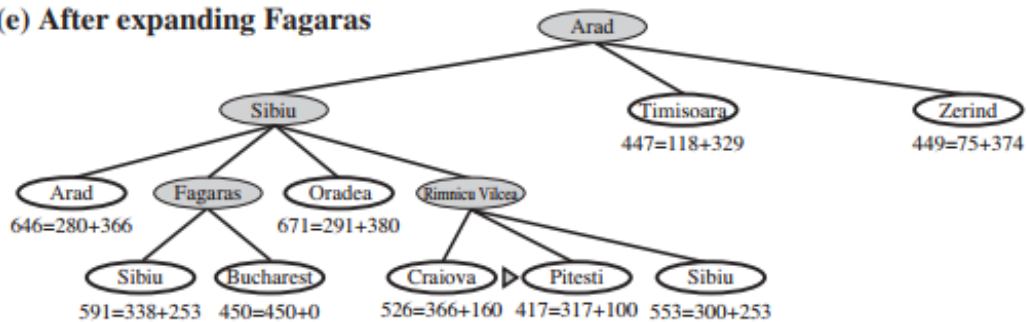 (e) After expanding Fagaras
Arad
Sibiu
Timisoara
Zerind
447=118+329
449=75+374
Arad
Fagaras
Oradea
Rimnicu Vilcea
646=280+366
671=291+380
Sibiu
Bucharest
Craiova
Pitesti
Sibiu
591=338+253
450=450+0
526=366+160
417=317+100
553=300+253